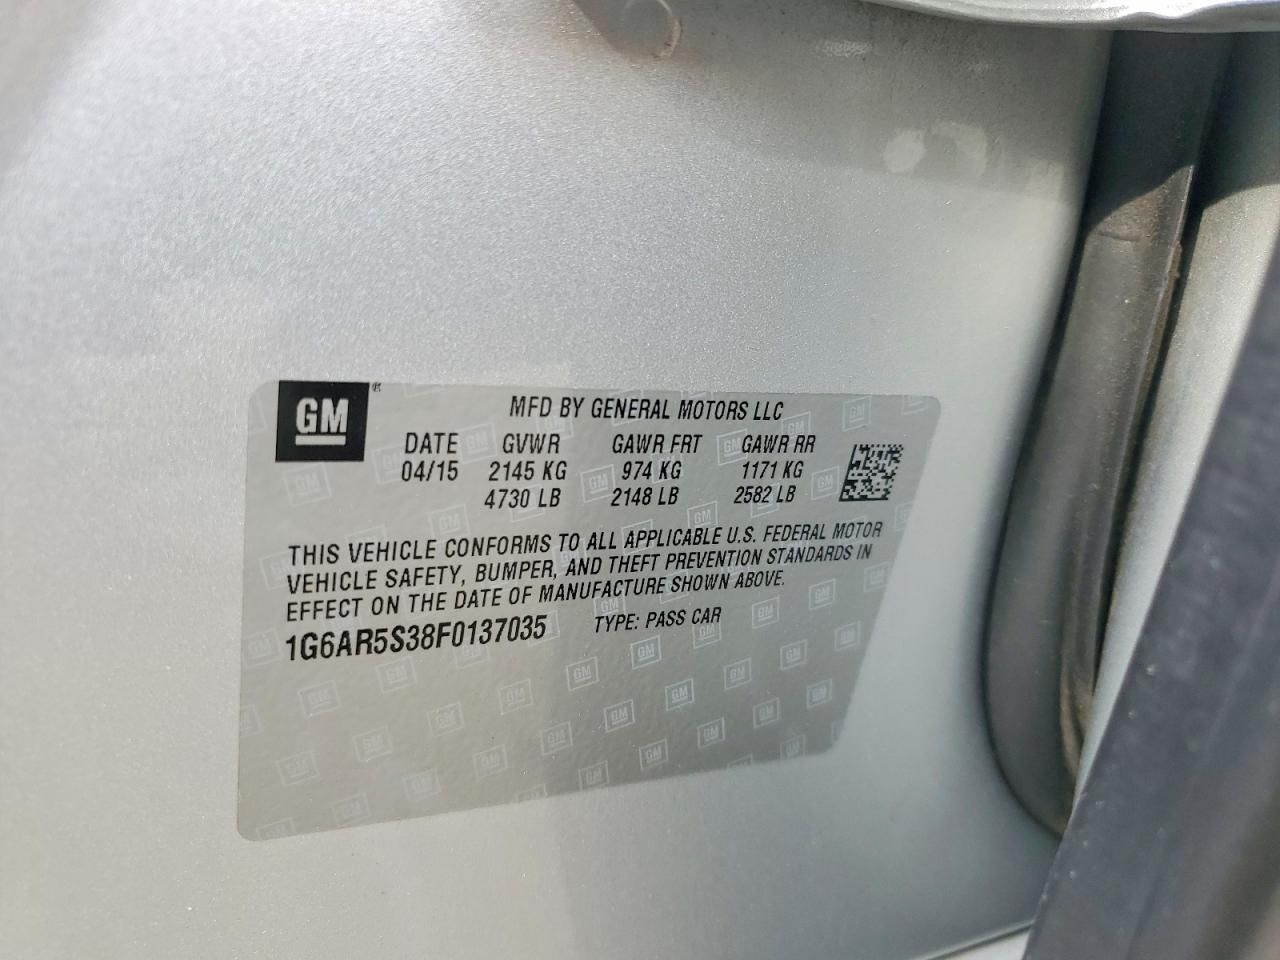 GM®
MFD BY GENERAL MOTORS LLC
DATE GVWR GAWR FRT GAWR RR
04/15 2145 KG 974 KG 1171 KG
4730 LB 2148 LB 2582 LB
THIS VEHICLE CONFORMS TO ALL APPLICABLE U.S. FEDERAL MOTOR
VEHICLE SAFETY, BUMPER, AND THEFT PREVENTION STANDARDS IN
EFFECT ON THE DATE OF MANUFACTURE SHOWN ABOVE.
1G6AR5S38F0137035 TYPE: PASS CAR